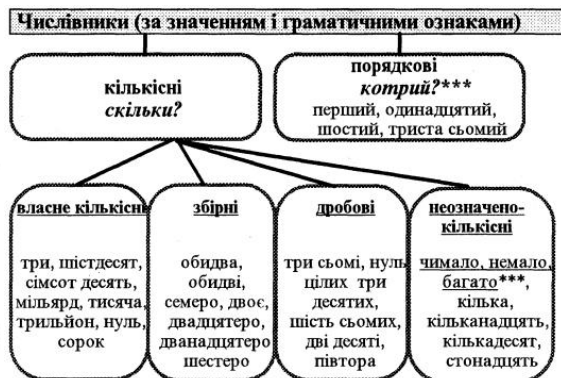 Числівники (за значенням і граматичними ознаками)
кількісні
скільки?
порядкові
котрий?***
перший, одинадцятий,
шостий, триста сьомий
власне кількісні
три, шістдесят,
сімсот десять,
мільярд, тисяча,
трильйон, нуль,
сорок
збірні
обидва,
обидві,
семеро, двоє,
двадцятеро,
дванадцятеро
шестеро
дробові
три сьомі, нуль
цілих три
десятих,
шість сьомих,
дві десяті,
півтора
неозначено-
кількісні
чимало, немало,
багато***,
кілька,
кільканадцять,
кількадесят,
стонадцять